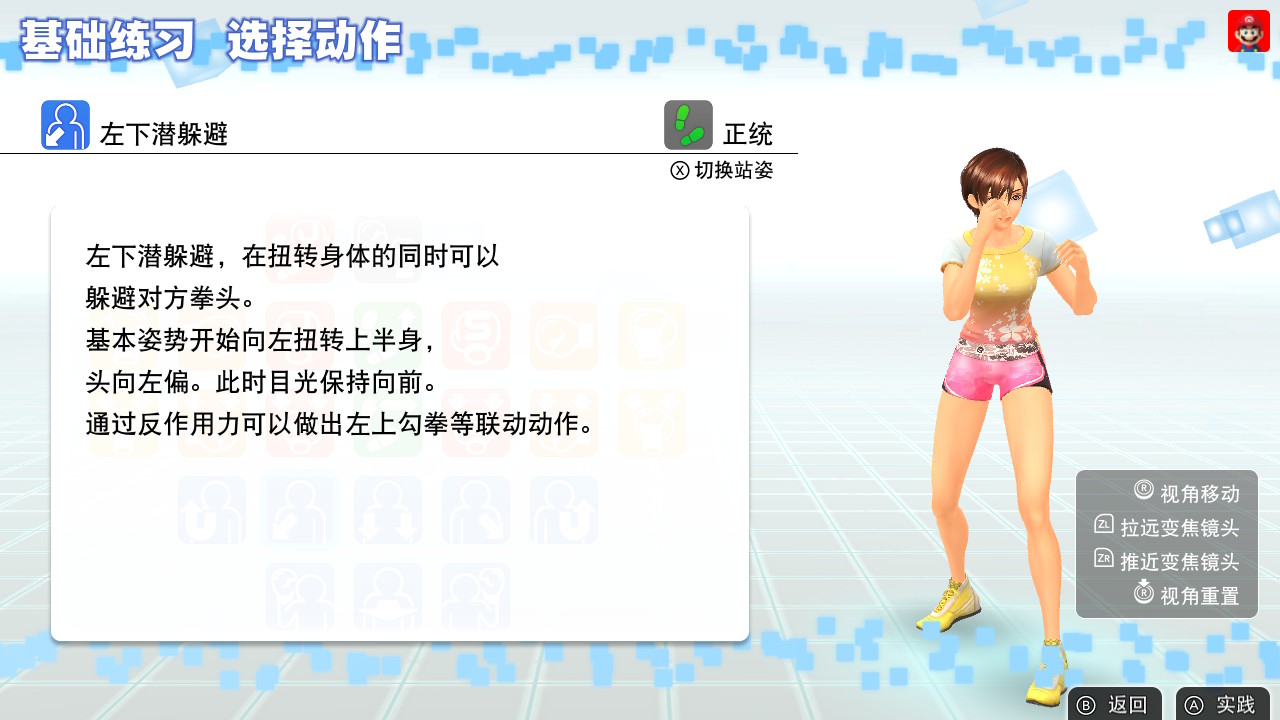 基础练习 选择动作
左下潜躲避
正统
X 切换站姿
左下潜躲避，在扭转身体的同时可以
躲避对方拳头。
基本姿势开始向左扭转上半身，
头向左偏。此时目光保持向前。
通过反作用力可以做出左上勾拳等联动动作。
R 视角移动
ZL 拉远变焦镜头
ZR 推近变焦镜头
R 视角重置
B 返回
A 实践